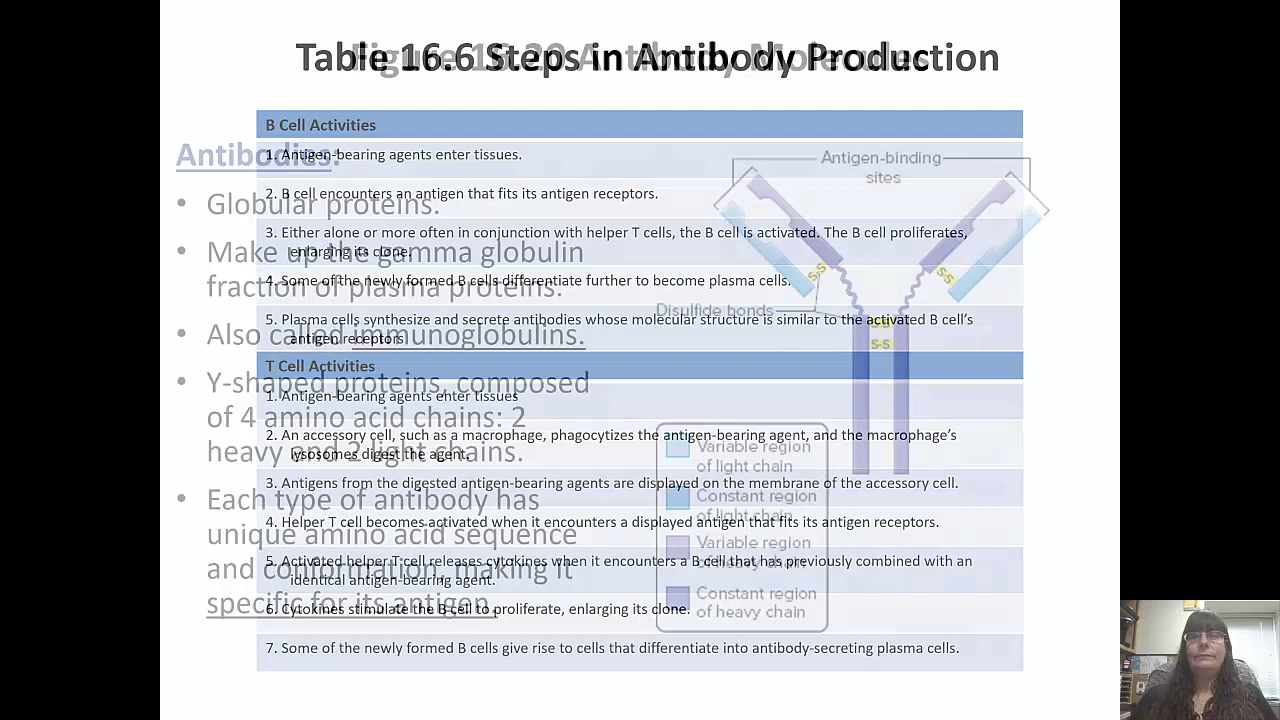 Table 16.6 Steps in Antibody Production
Figure 16.20 Antibody Molecules
B Cell Activities
1. Antigen-bearing agents enter tissues.
2. B cell encounters an antigen that fits its antigen receptors.
3. Either alone or more often in conjunction with helper T cells, the B cell is activated. The B cell proliferates,
enlarging its clone.
4. Some of the newly formed B cells differentiate further to become plasma cells.
5. Plasma cells synthesize and secrete antibodies whose molecular structure is similar to the activated B cell’s
antigen receptors.
T Cell Activities
1. Antigen-bearing agents enter tissues
2. An accessory cell, such as a macrophage, phagocytizes the antigen-bearing agent, and the macrophage’s
lysosomes digest the agent.
3. Antigens from the digested antigen-bearing agents are displayed on the membrane of the accessory cell.
4. Helper T cell becomes activated when it encounters a displayed antigen that fits its antigen receptors.
5. Activated helper T cell releases cytokines when it encounters a B cell that has previously combined with an
identical antigen-bearing agent.
6. Cytokines stimulate the B cell to proliferate, enlarging its clone.
7. Some of the newly formed B cells give rise to cells that differentiate into antibody-secreting plasma cells.
Antibodies:
• Globular proteins.
• Make up the gamma globulin
fraction of plasma proteins.
• Also called immunoglobulins.
• Y-shaped proteins, composed
of 4 amino acid chains: 2
heavy and 2 light chains.
• Each type of antibody has
unique amino acid sequence
and conformation, making it
specific for its antigen.
Antigen-binding
sites
S-S
S-S
Disulfide bonds
S-S
S-S
Variable region
of light chain
Constant region
of light chain
Variable region
of heavy chain
Constant region
of heavy chain